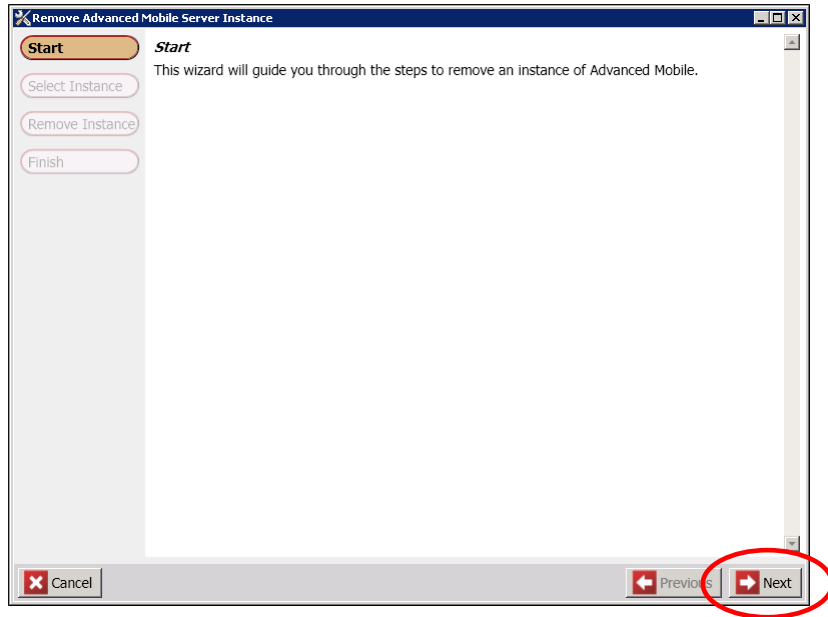 Remove Advanced Mobile Server Instance
Start
Select Instance
Remove Instance
Finish
Start
This wizard will guide you through the steps to remove an instance of Advanced Mobile.
Cancel
Previous
Next